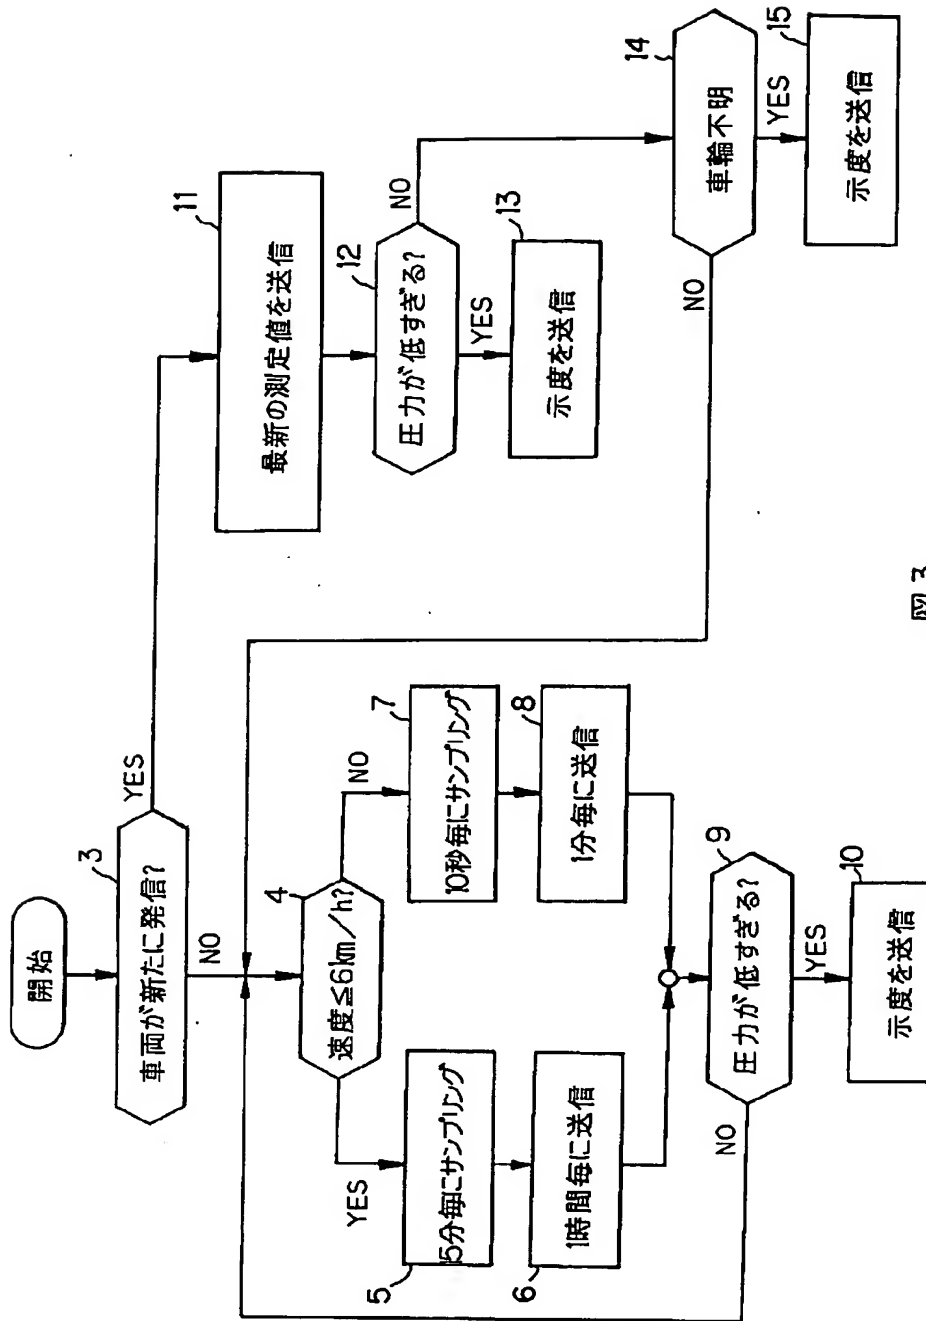 開始
3
車両が新たに発信?
YES
NO
4
速度≤6km/h?
YES
NO
5
15分毎にサンプリング
6
1時間毎に送信
7
10秒毎にサンプリング
8
1分毎に送信
9
圧力が低すぎる?
NO
YES
10
示度を送信
11
最新の測定値を送信
12
圧力が低すぎる?
NO
YES
13
示度を送信
14
車輪不明
NO
YES
15
示度を送信
図3